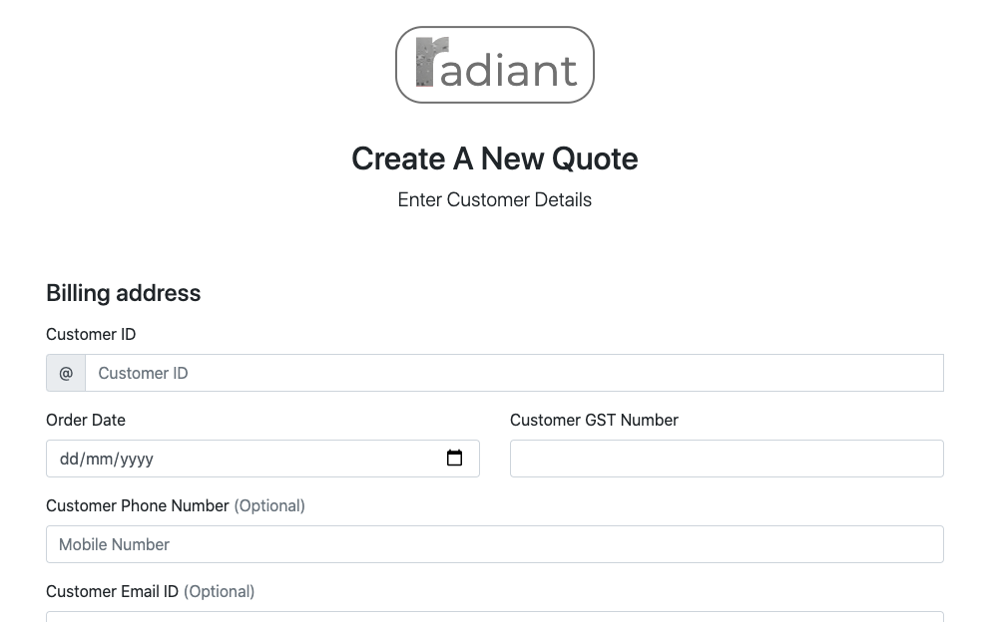 radiant
Create A New Quote
Enter Customer Details
Billing address
Customer ID
@ Customer ID
Order Date
Customer GST Number
dd/mm/yyyy
Customer Phone Number (Optional)
Mobile Number
Customer Email ID (Optional)